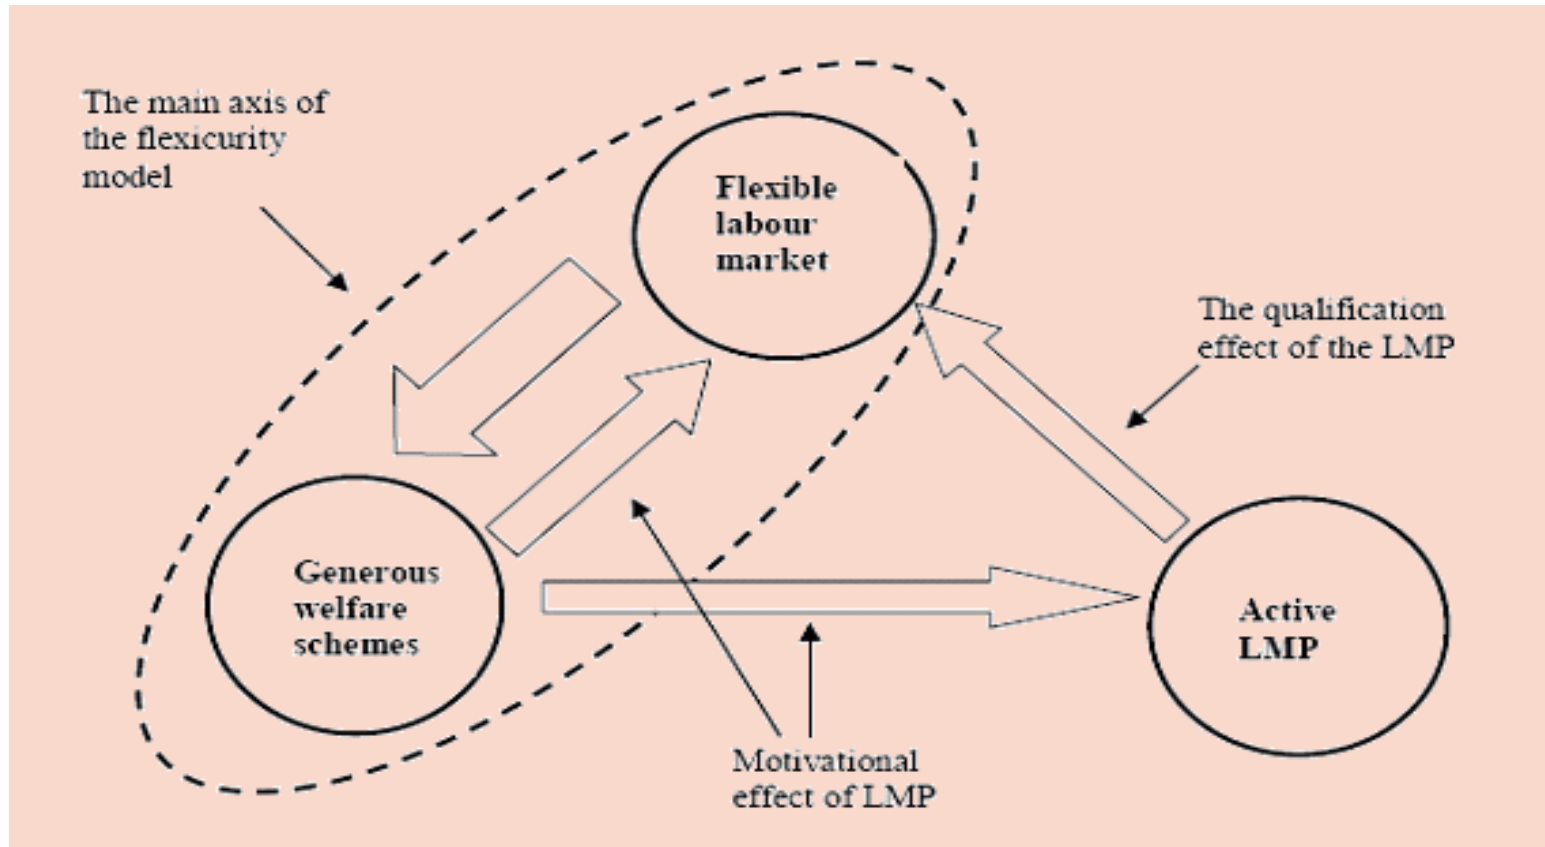 The main axis of
the flexicurity
model
Flexible
labour
market
The qualification
effect of the LMP
Generous
welfare
schemes
Active
LMP
Motivational
effect of LMP